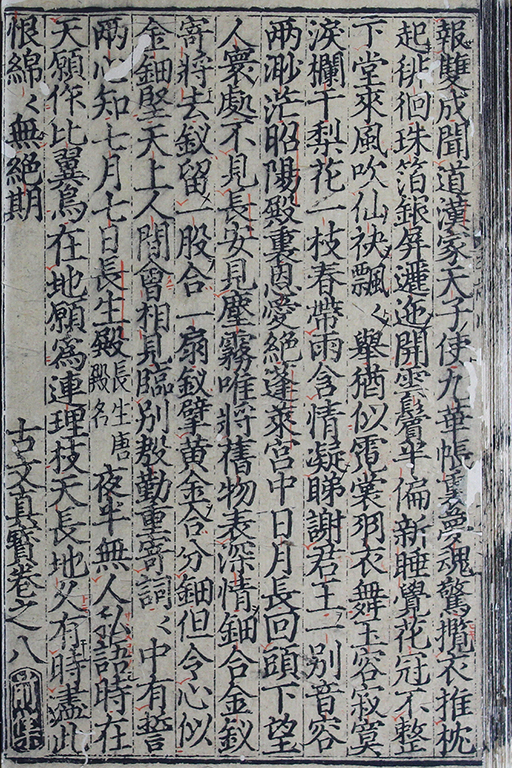 報雙成聞道漢家天子使九華帳裏夢魂驚攬衣推枕
起徘徊珠箔銀屏邐迤開雲鬢半偏新睡覺花冠不整
下堂來風吹仙袂飄〻舉猶似霓裳羽衣舞玉容寂寞
淚欄干梨花一枝春帶雨含情凝睇謝君王一別音容
兩渺茫昭陽殿裏恩愛絕蓬萊宮中日月長回頭下望
人寰處不見長安見塵霧唯將舊物表深情鈿合金釵
寄將去釵留一股合一扇釵擘黃金合分鈿但令心似
金鈿堅天上人間會相見臨別殷勤重寄詞〻中有誓
兩心知七月七日長生殿長生唐殿名夜半無人私語時在
天願作比翼鳥在地願爲連理枝天長地久有時盡此
恨綿〻無絕期 古文真寳卷之八 前集